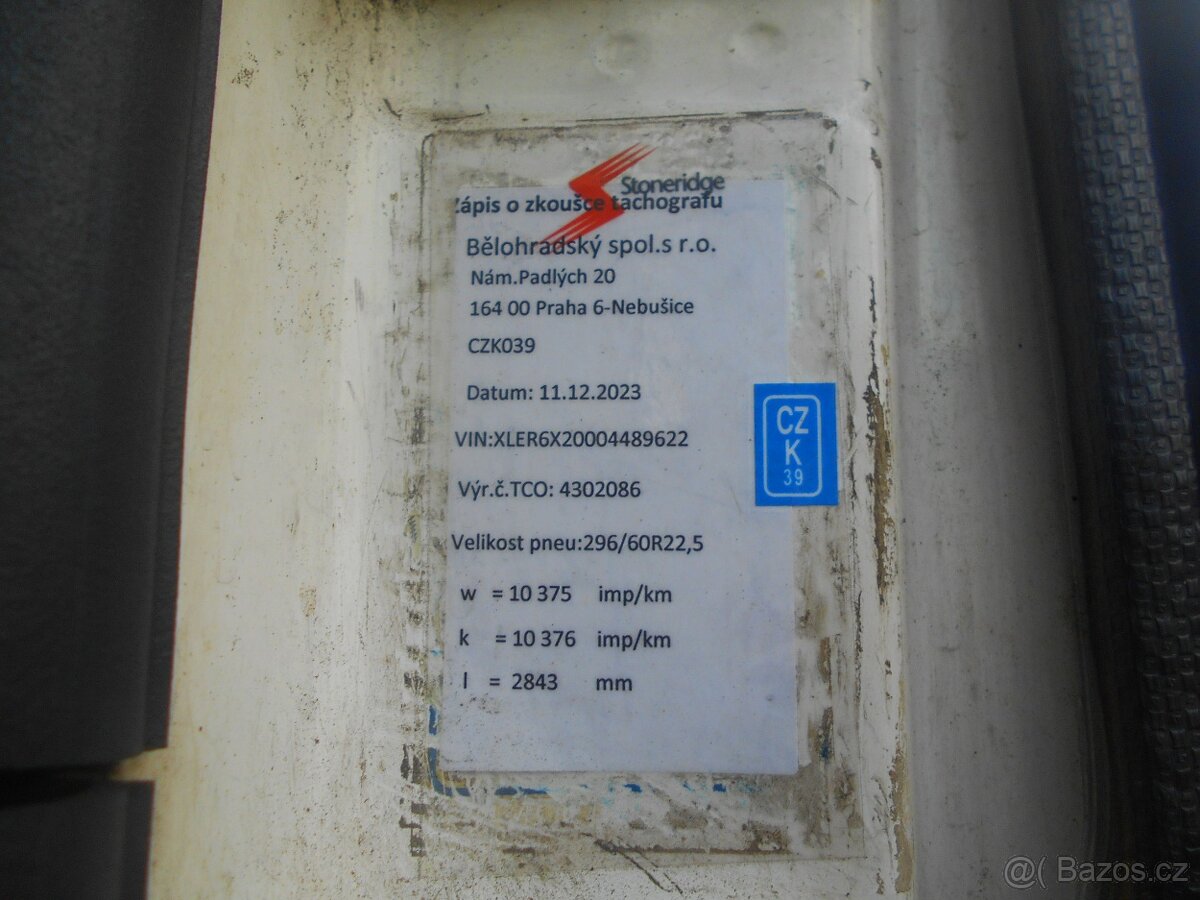 Stoneridge
Zápis o zkoušce tachografu
Bělohradský spol.s r.o.
Nám.Padlých 20
164 00 Praha 6-Nebušice
CZK039
Datum: 11.12.2023
VIN:XLER6X20004489622
Výr.č.TCO: 4302086
Velikost pneu:296/60R22,5
w = 10 375 imp/km
k = 10 376 imp/km
l = 2843 mm
CZ
K
39
@( Bazos.cz